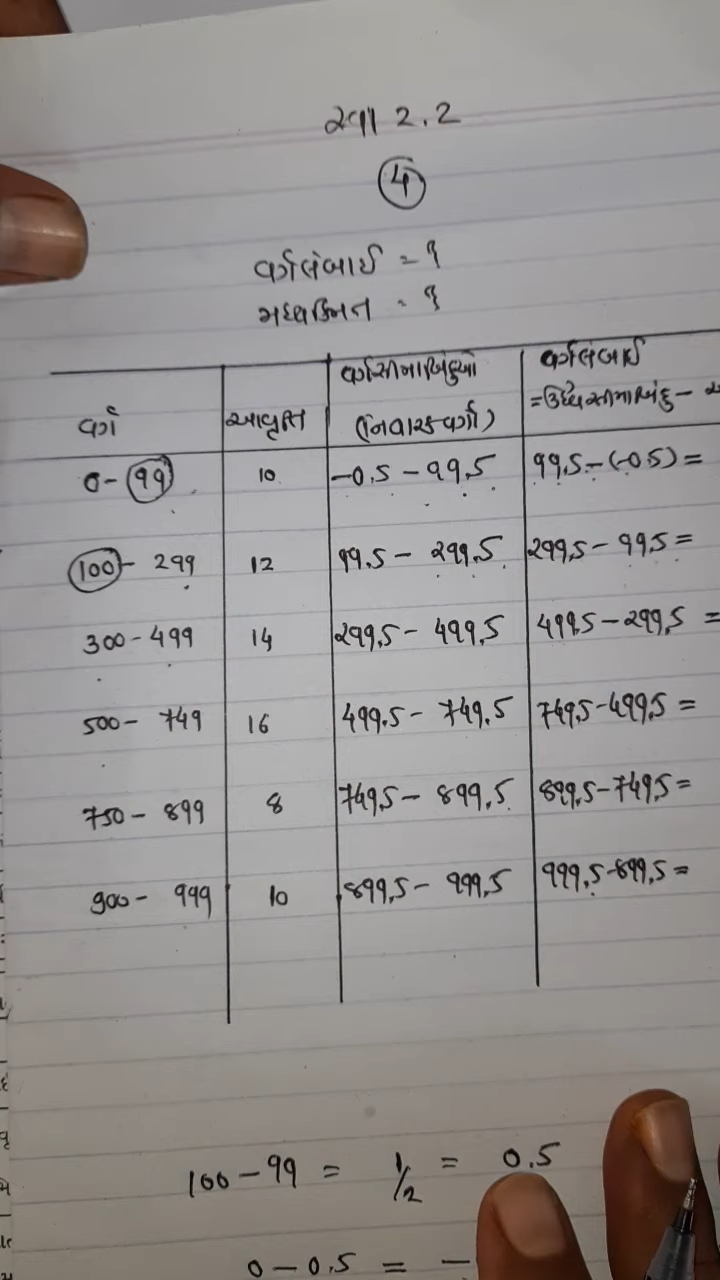 સ્વા 2.2
4
વર્ગલંબાઈ = ?
મધ્યકિંમત = ?
વર્ગ આવૃત્તિ વર્ગસીમાબિંદુઓ (નિવારક વર્ગો) વર્ગલંબાઈ =ઉર્ધ્વસીમાબિંદુ -
0 - 99 10 -0.5 - 99.5 99.5 - (-0.5) =
100 - 299 12 99.5 - 299.5 299.5 - 99.5 =
300 - 499 14 299.5 - 499.5 499.5 - 299.5 =
500 - 749 16 499.5 - 749.5 749.5 - 499.5 =
750 - 899 8 749.5 - 899.5 899.5 - 749.5 =
900 - 999 10 899.5 - 999.5 999.5 - 899.5 =
100 - 99 = 1/2 = 0.5
0 - 0.5 = -